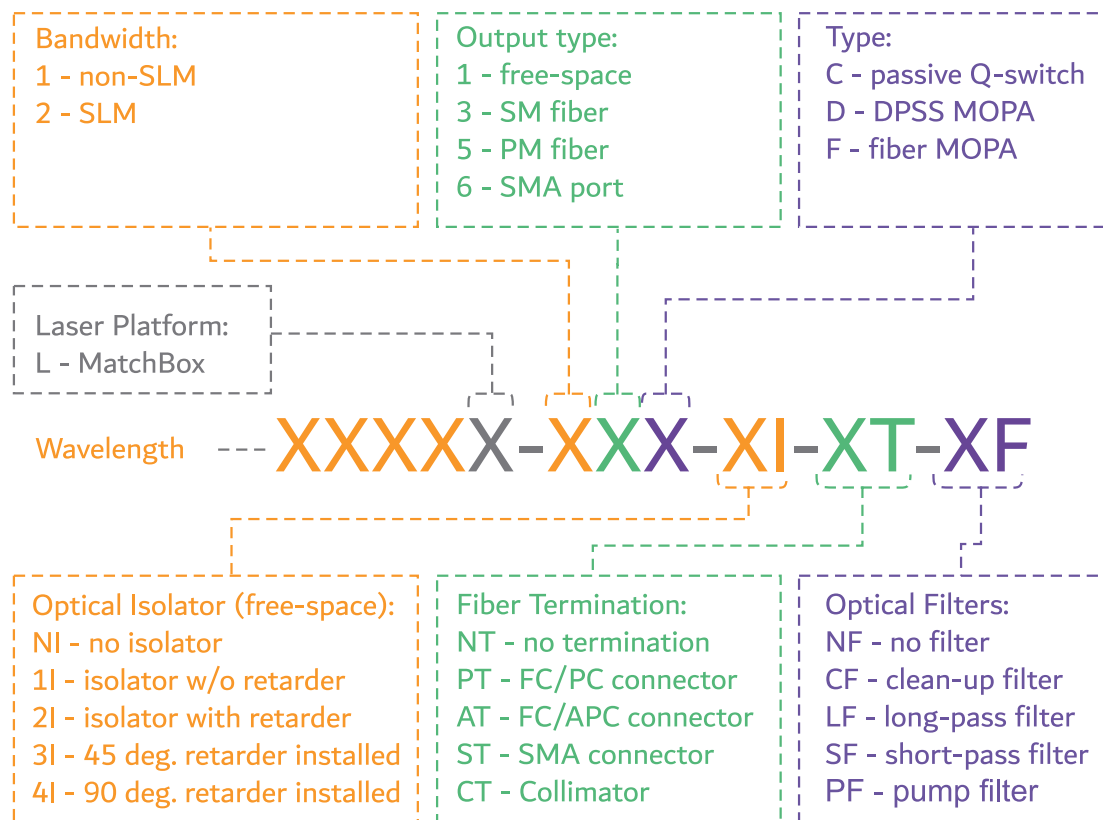 Bandwidth:
1 - non-SLM
2 - SLM
Output type:
1 - free-space
3 - SM fiber
5 - PM fiber
6 - SMA port
Type:
C - passive Q-switch
D - DPSS MOPA
F - fiber MOPA
Laser Platform:
L - MatchBox
Wavelength
XXXXX-XXX-XI-XT-XF
Optical Isolator (free-space):
NI - no isolator
1I - isolator w/o retarder
2I - isolator with retarder
3I - 45 deg. retarder installed
4I - 90 deg. retarder installed
Fiber Termination:
NT - no termination
PT - FC/PC connector
AT - FC/APC connector
ST - SMA connector
CT - Collimator
Optical Filters:
NF - no filter
CF - clean-up filter
LF - long-pass filter
SF - short-pass filter
PF - pump filter